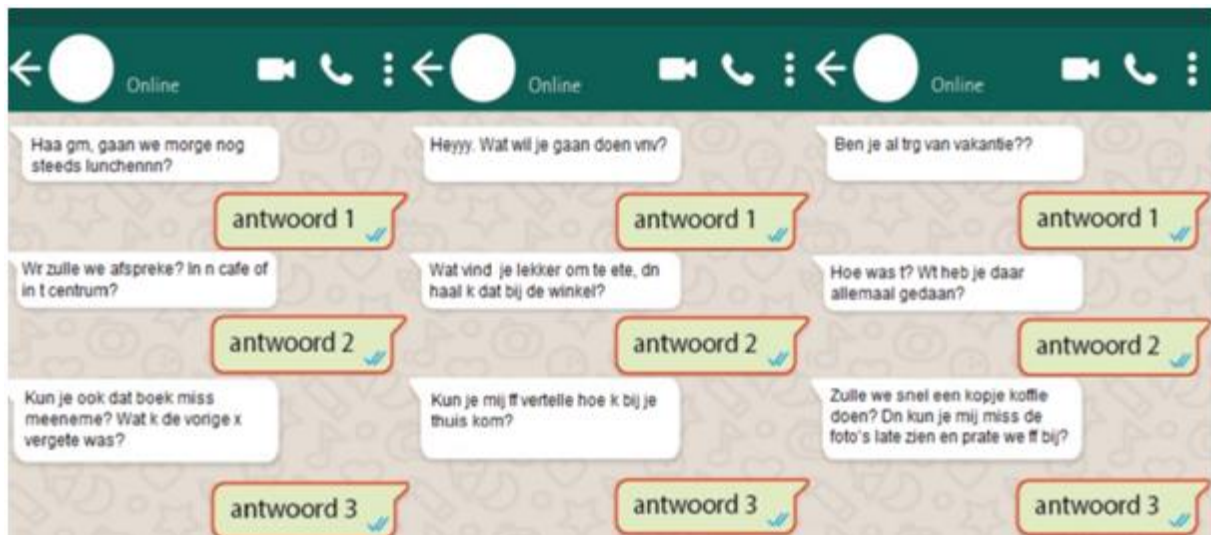 Online
Haa gm, gaan we morge nog
steeds lunchennn?
antwoord 1
Wr zulle we afspreke? In n cafe of
in t centrum?
antwoord 2
Kun je ook dat boek miss
meeneme? Wat k de vorige x
vergete was?
antwoord 3
Online
Heyyy. Wat wil je gaan doen vnv?
antwoord 1
Wat vind je lekker om te ete, dn
haal k dat bij de winkel?
antwoord 2
Kun je mij ff vertelle hoe k bij je
thuis kom?
antwoord 3
Online
Ben je al trg van vakantie??
antwoord 1
Hoe was t? Wt heb je daar
allemaal gedaan?
antwoord 2
Zulle we snel een kopje koffie
doen? Dn kun je mij miss de
foto's late zien en prate we ff bij?
antwoord 3